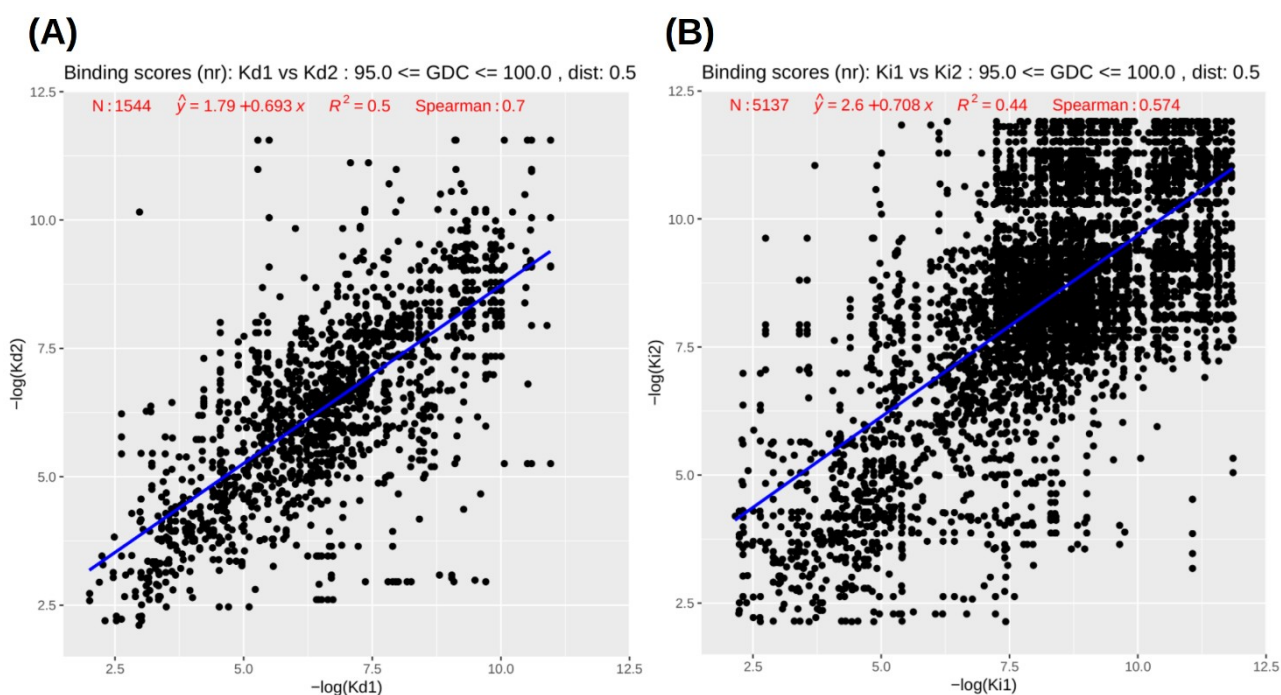 (A)
Binding scores (nr): Kd1 vs Kd2 : 95.0 <= GDC <= 100.0 , dist: 0.5
N : 1544 ŷ = 1.79 +0.693 x R² = 0.5 Spearman : 0.7
12.5
10.0
7.5
5.0
2.5
−log(Kd2)
2.5 5.0 7.5 10.0 12.5
−log(Kd1)
(B)
Binding scores (nr): Ki1 vs Ki2 : 95.0 <= GDC <= 100.0 , dist: 0.5
N : 5137 ŷ = 2.6 +0.708 x R² = 0.44 Spearman : 0.574
12.5
10.0
7.5
5.0
2.5
−log(Ki2)
2.5 5.0 7.5 10.0 12.5
−log(Ki1)